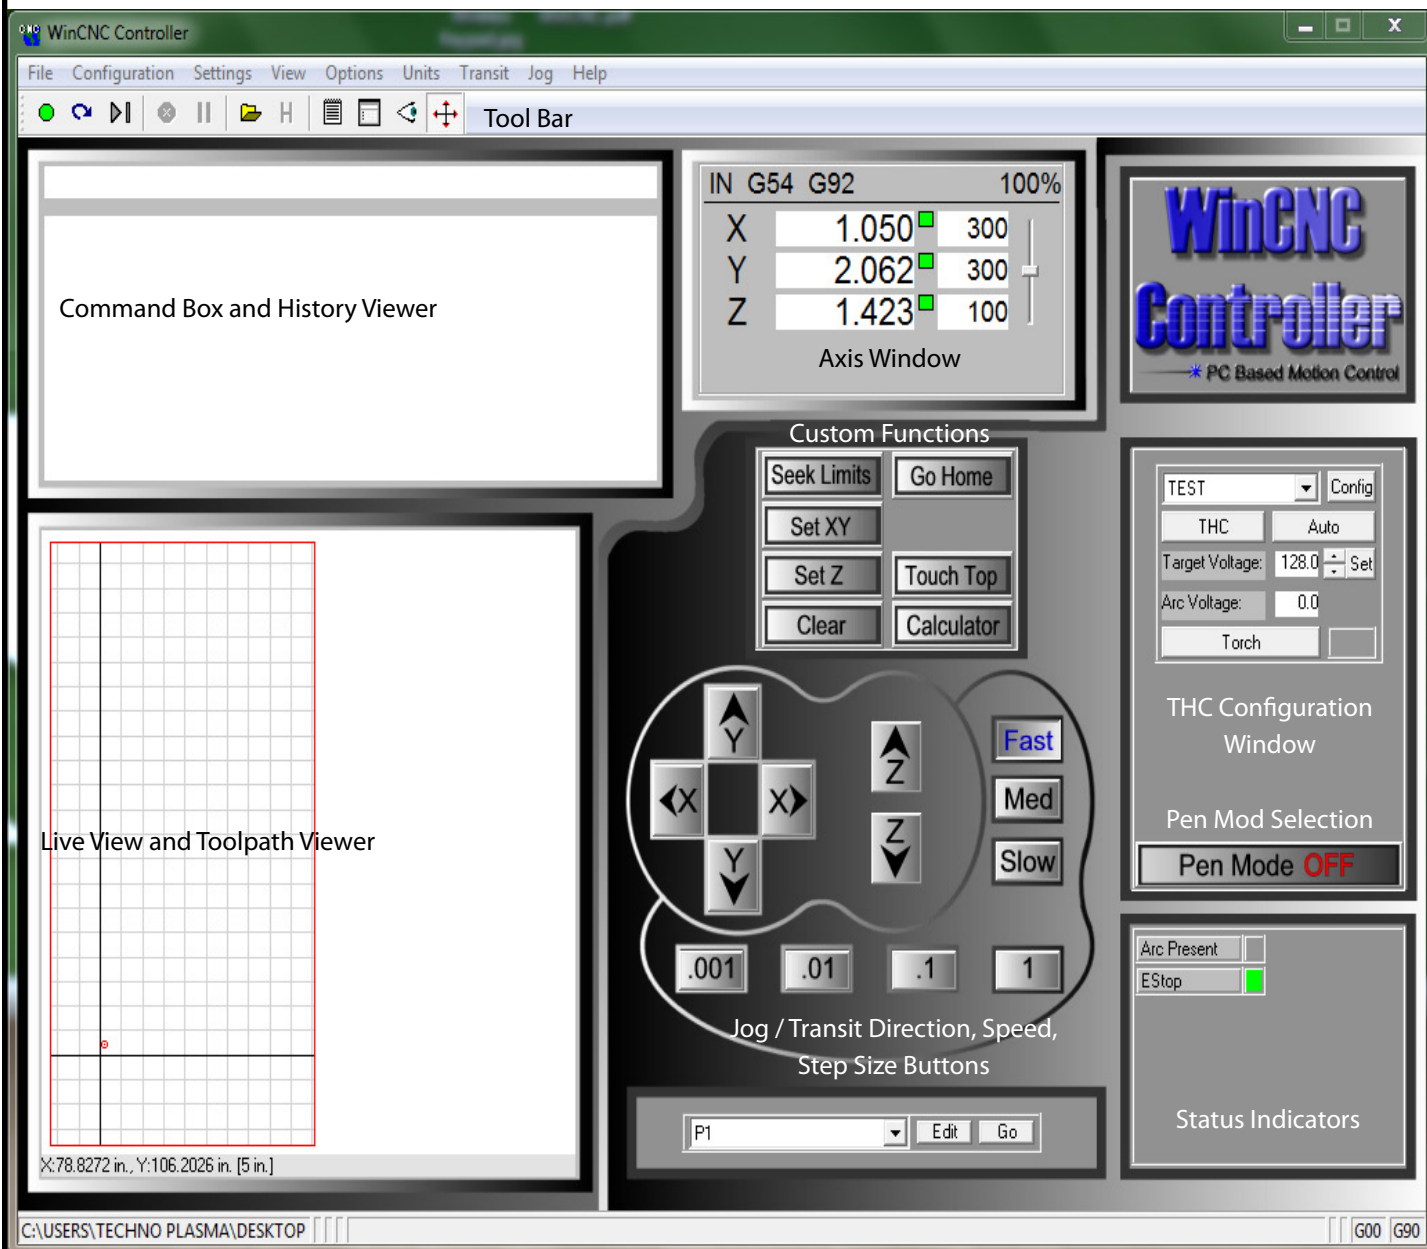 WinCNC Controller
File Configuration Settings View Options Units Transit Jog Help
H Tool Bar
Command Box and History Viewer
IN G54 G92 100%
X 1.050 300
Y 2.062 300
Z 1.423 100
Axis Window
WinCNC
Controller
PC Based Motion Control
Custom Functions
Seek Limits Go Home
Set XY
Set Z Touch Top
Clear Calculator
TEST Config
THC Auto
Target Voltage: 128.0 Set
Arc Voltage: 0.0
Torch
THC Configuration
Window
Pen Mod Selection
Pen Mode OFF
Live View and Toolpath Viewer
X:78.8272 in., Y:106.2026 in. [5 in.]
Y
X X
Y
Z
Z
Fast
Med
Slow
.001 .01 .1 1
Jog / Transit Direction, Speed,
Step Size Buttons
P1 Edit Go
Arc Present
EStop
Status Indicators
C:\USERS\TECHNO PLASMA\DESKTOP G00 G90